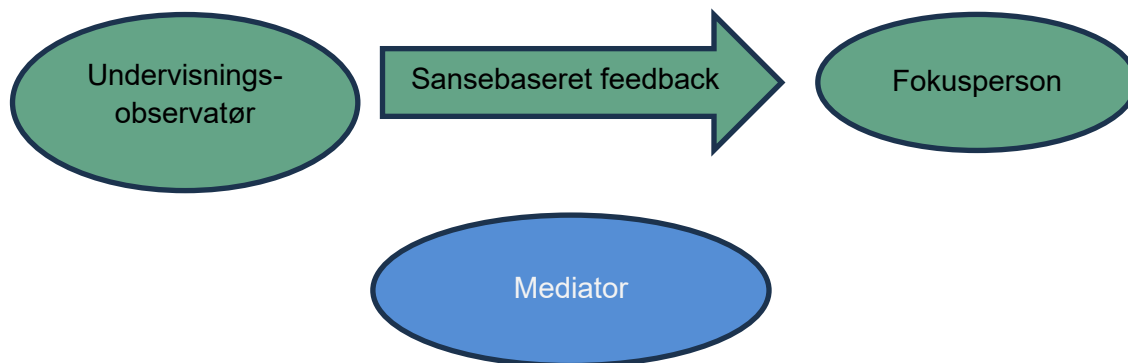 Undervisnings-
observatør
Sansebaseret feedback
Fokusperson
Mediator